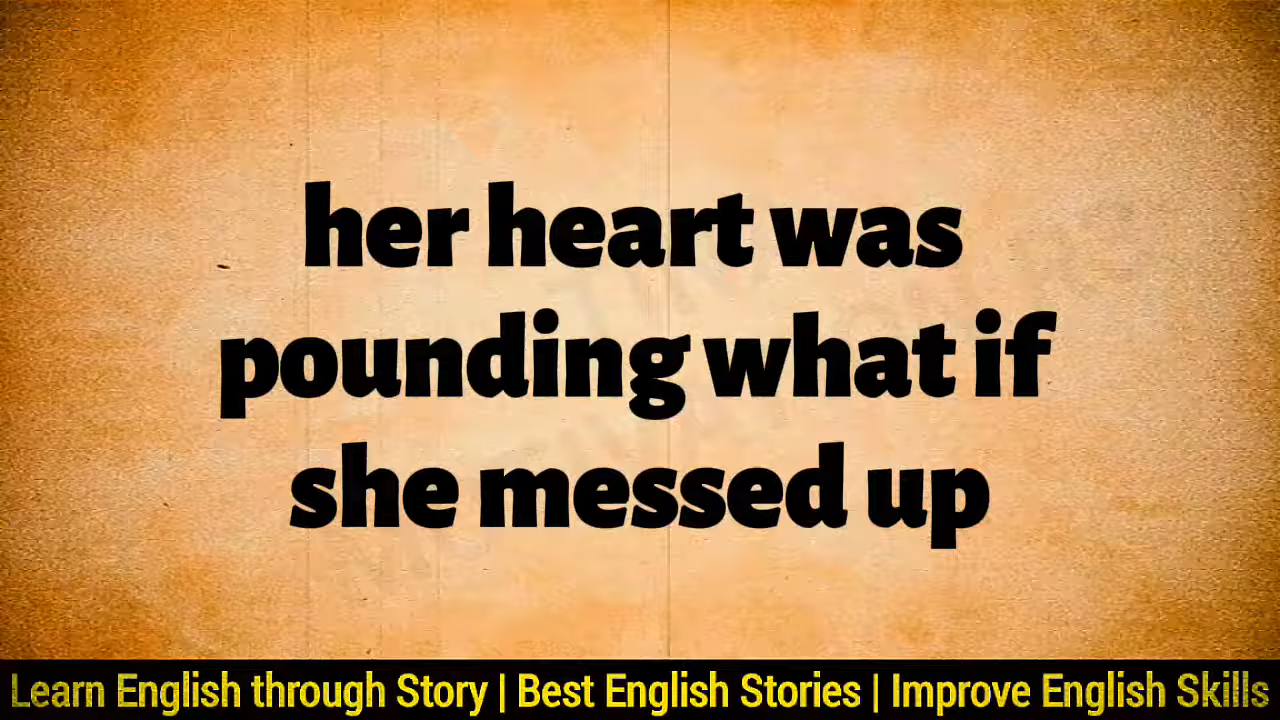 her heart was
pounding what if
she messed up
Learn English through Story | Best English Stories | Improve English Skills